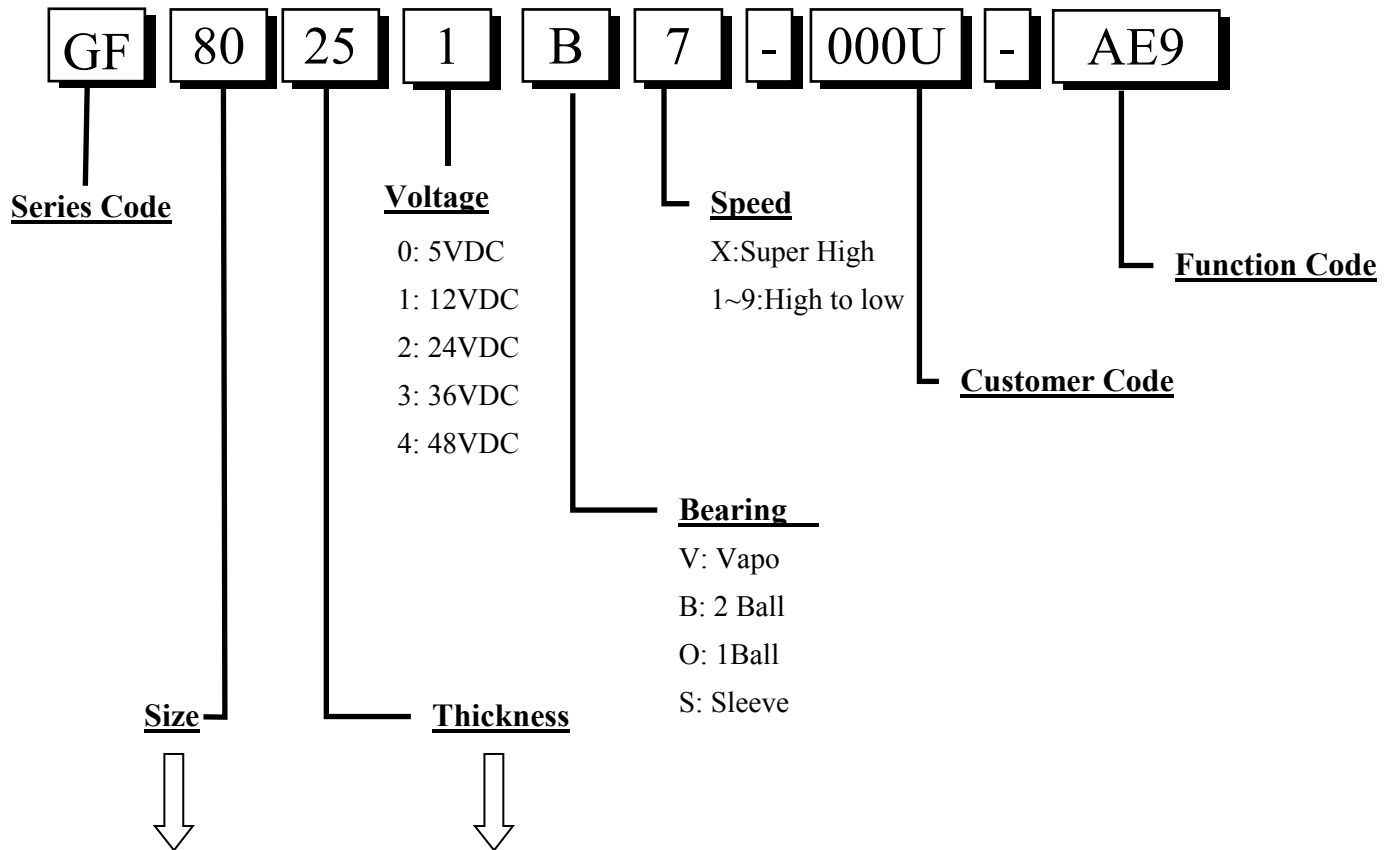 GF 80 25 1 B 7 - 000U - AE9
Series Code
Voltage
0: 5VDC
1: 12VDC
2: 24VDC
3: 36VDC
4: 48VDC
Speed
X:Super High
1~9:High to low
Function Code
Customer Code
Bearing
V: Vapo
B: 2 Ball
O: 1Ball
S: Sleeve
Size
Thickness